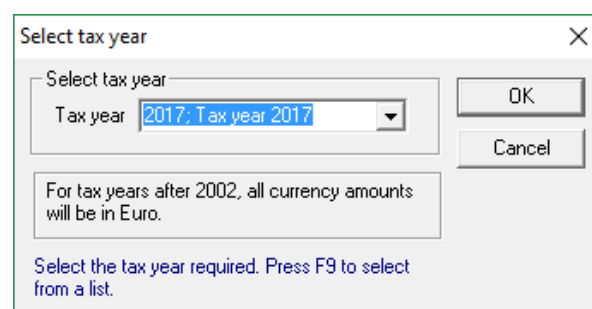 Select tax year
Select tax year
Tax year 2017; Tax year 2017
OK
Cancel
For tax years after 2002, all currency amounts
will be in Euro.
Select the tax year required. Press F9 to select
from a list.